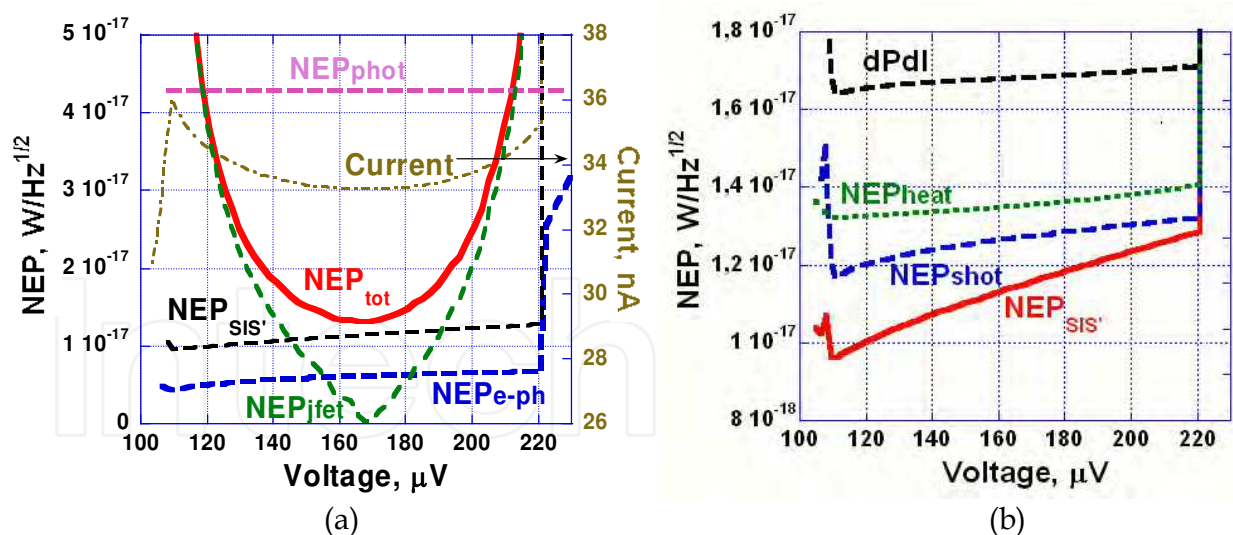 5 10⁻¹⁷
4 10⁻¹⁷
3 10⁻¹⁷
2 10⁻¹⁷
1 10⁻¹⁷
0
NEP, W/Hz^1/2
NEPphot
Current
NEP_tot
NEP_SIS'
NEPjfet
NEPe-ph
38
36
34
32
30
28
26
Current, nA
100 120 140 160 180 200 220
Voltage, μV
(a)
1,8 10⁻¹⁷
1,6 10⁻¹⁷
1,4 10⁻¹⁷
1,2 10⁻¹⁷
1 10⁻¹⁷
8 10⁻¹⁸
NEP, W/Hz^1/2
dPdI
NEPheat
NEPshot
NEP_SIS'
100 120 140 160 180 200 220
Voltage, μV
(b)